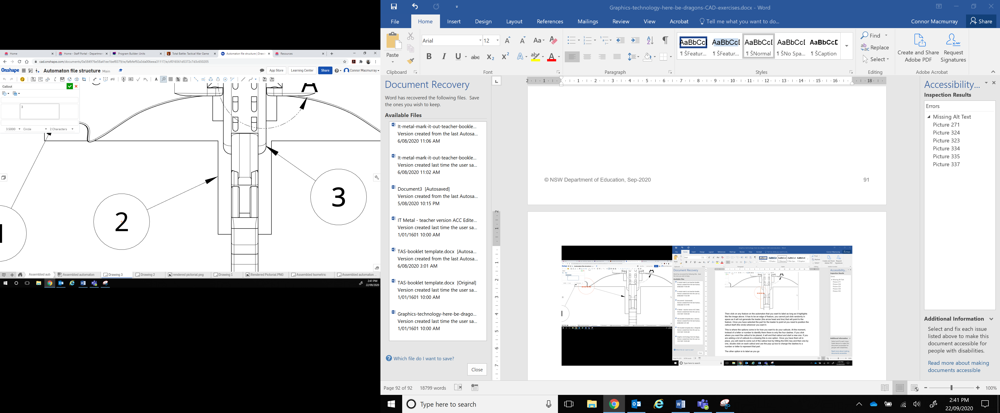 Home
Home - Staff Portal - Departmen
Program Builder: Units
Total Battle: Tactical War Game
Automaton file structure | Drawi
Resources
cad.onshape.com/documents/0a584976e58a41ee1bef8379/w/fafbfef92a3da00beea31117/e/cf016561d5372c7d3c650205
Onshape
Automaton file structure Main
App Store
Learning Center
Share
Connor Macmurray
Callout
3
3.5000
Circle
2 Characters
A
1
2
3
Assembled aut
Assembled automaton
Drawing 3
Drawing 2
rendered pictorial.png
Drawing 1
Rendered Pictorial.PNG
Assembled Isometric
Assembled automaton ...
2:41 PM
22/09/2020
Graphics-technology-here-be-dragons-CAD-exercises.docx - Word
File
Home
Insert
Design
Layout
References
Mailings
Review
View
Acrobat
Tell me what you want to do...
Connor Macmurray
Share
Paste
Clipboard
Arial
12
Font
Paragraph
AaBbCcI
AaBbCcI
AaBbCcI
AaBbCcI
AaBbCcD
¶ ŠFeatur...
¶ ŠFeatur...
¶ ŠNormal
¶ ŠNo Spa...
¶ ŠCaption
Styles
Find
Replace
Select
Editing
Create and Share
Adobe PDF
Request
Signatures
Adobe Acrobat
Document Recovery
Word has recovered the following files. Save
the ones you wish to keep.
Available Files
It-metal-mark-it-out-teacher-bookle...
Version created from the last Autosa...
6/08/2020 11:06 AM
It-metal-mark-it-out-teacher-bookle...
Version created last time the user sa...
6/08/2020 11:02 AM
Document3 [Autosaved]
Version created from the last Autosa...
5/08/2020 10:15 PM
IT Metal - teacher version ACC Edite...
Version created last time the user sa...
1/01/1601 10:00 AM
TAS-booklet template.docx [Autosa...
Version created from the last Autosa...
6/08/2020 3:01 AM
TAS-booklet template.docx [Original]
Version created last time the user sa...
1/01/1601 10:00 AM
Graphics-technology-here-be-drago...
Version created last time the user sa...
1/01/1601 10:00 AM
Which file do I want to save?
Close
© NSW Department of Education, Sep-2020
91
Then click on any feature on the automaton that you want to label as long as it highlights
like the image above. It has to be an edge of feature, you cannot just click randomly in
space as it will not generate the leader (the arrow head and line) that will point to the
feature. Once you have selected the part for the leader to point at you need to position the
callout itself (the circle) wherever you want it
This is where the options come in for how you want to do your callouts. At the moment,
instead of a letter or number to identify them there is only the four dashes. If you click
where you want the callout to be placed, it will end that callout and start a new one. If you
are adding a lot of callouts to a drawing this is one option. Once you have them all in
place, you will need to come out of the callout tool by hitting the ESC key and then one by
one, double click on each callout and use the pop up box to change the dashes to a
number or letter to represent that part.
The other option is to label as you go
Accessibility...
Inspection Results
Errors
Missing Alt Text
Picture 271
Picture 324
Picture 323
Picture 334
Picture 335
Picture 337
Additional Information
Select and fix each issue
listed above to make this
document accessible for
people with disabilities.
Read more about making
documents accessible
Page 92 of 92
18799 words
100%
Type here to search
2:41 PM
22/09/2020